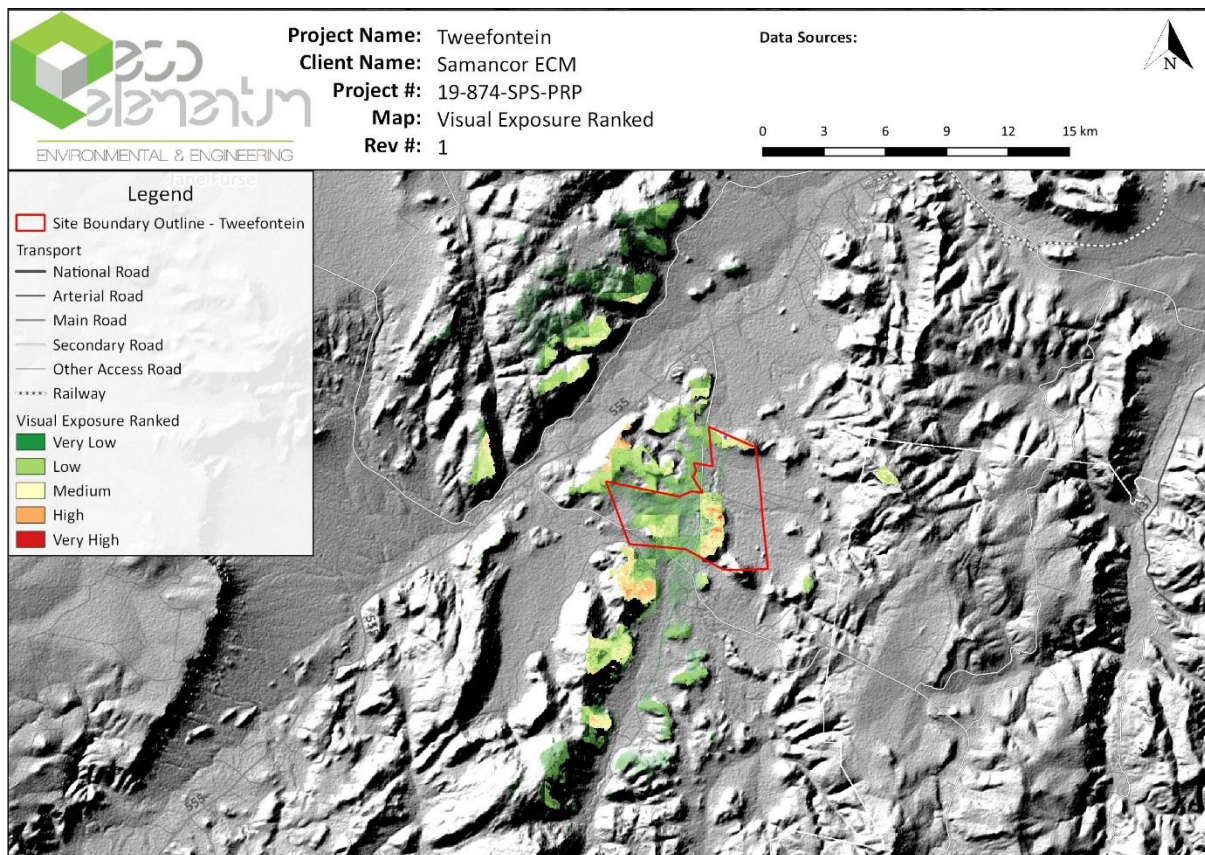 eco
elementum
ENVIRONMENTAL & ENGINEERING
Project Name: Tweefontein
Client Name: Samancor ECM
Project #: 19-874-SPS-PRP
Map: Visual Exposure Ranked
Rev #: 1
Data Sources:
N
0 3 6 9 12 15 km
Jane Furse
Legend
Site Boundary Outline - Tweefontein
Transport
National Road
Arterial Road
Main Road
Secondary Road
Other Access Road
Railway
Visual Exposure Ranked
Very Low
Low
Medium
High
Very High
555
555